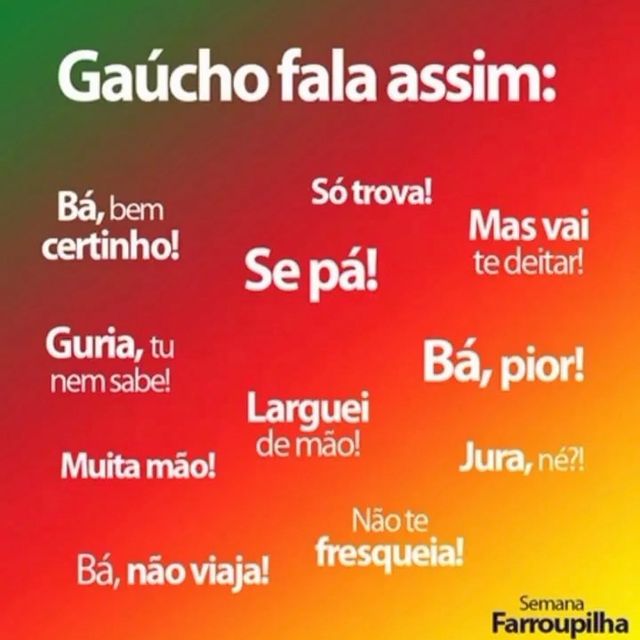 Gaúcho fala assim:
Só trova!
Bá, bem
certinho!
Mas vai
te deitar!
Se pá!
Guria, tu
nem sabe!
Bá, pior!
Larguei
de mão!
Muita mão!
Jura, né?!
Não te
fresqueia!
Bá, não viaja!
Semana
Farroupilha